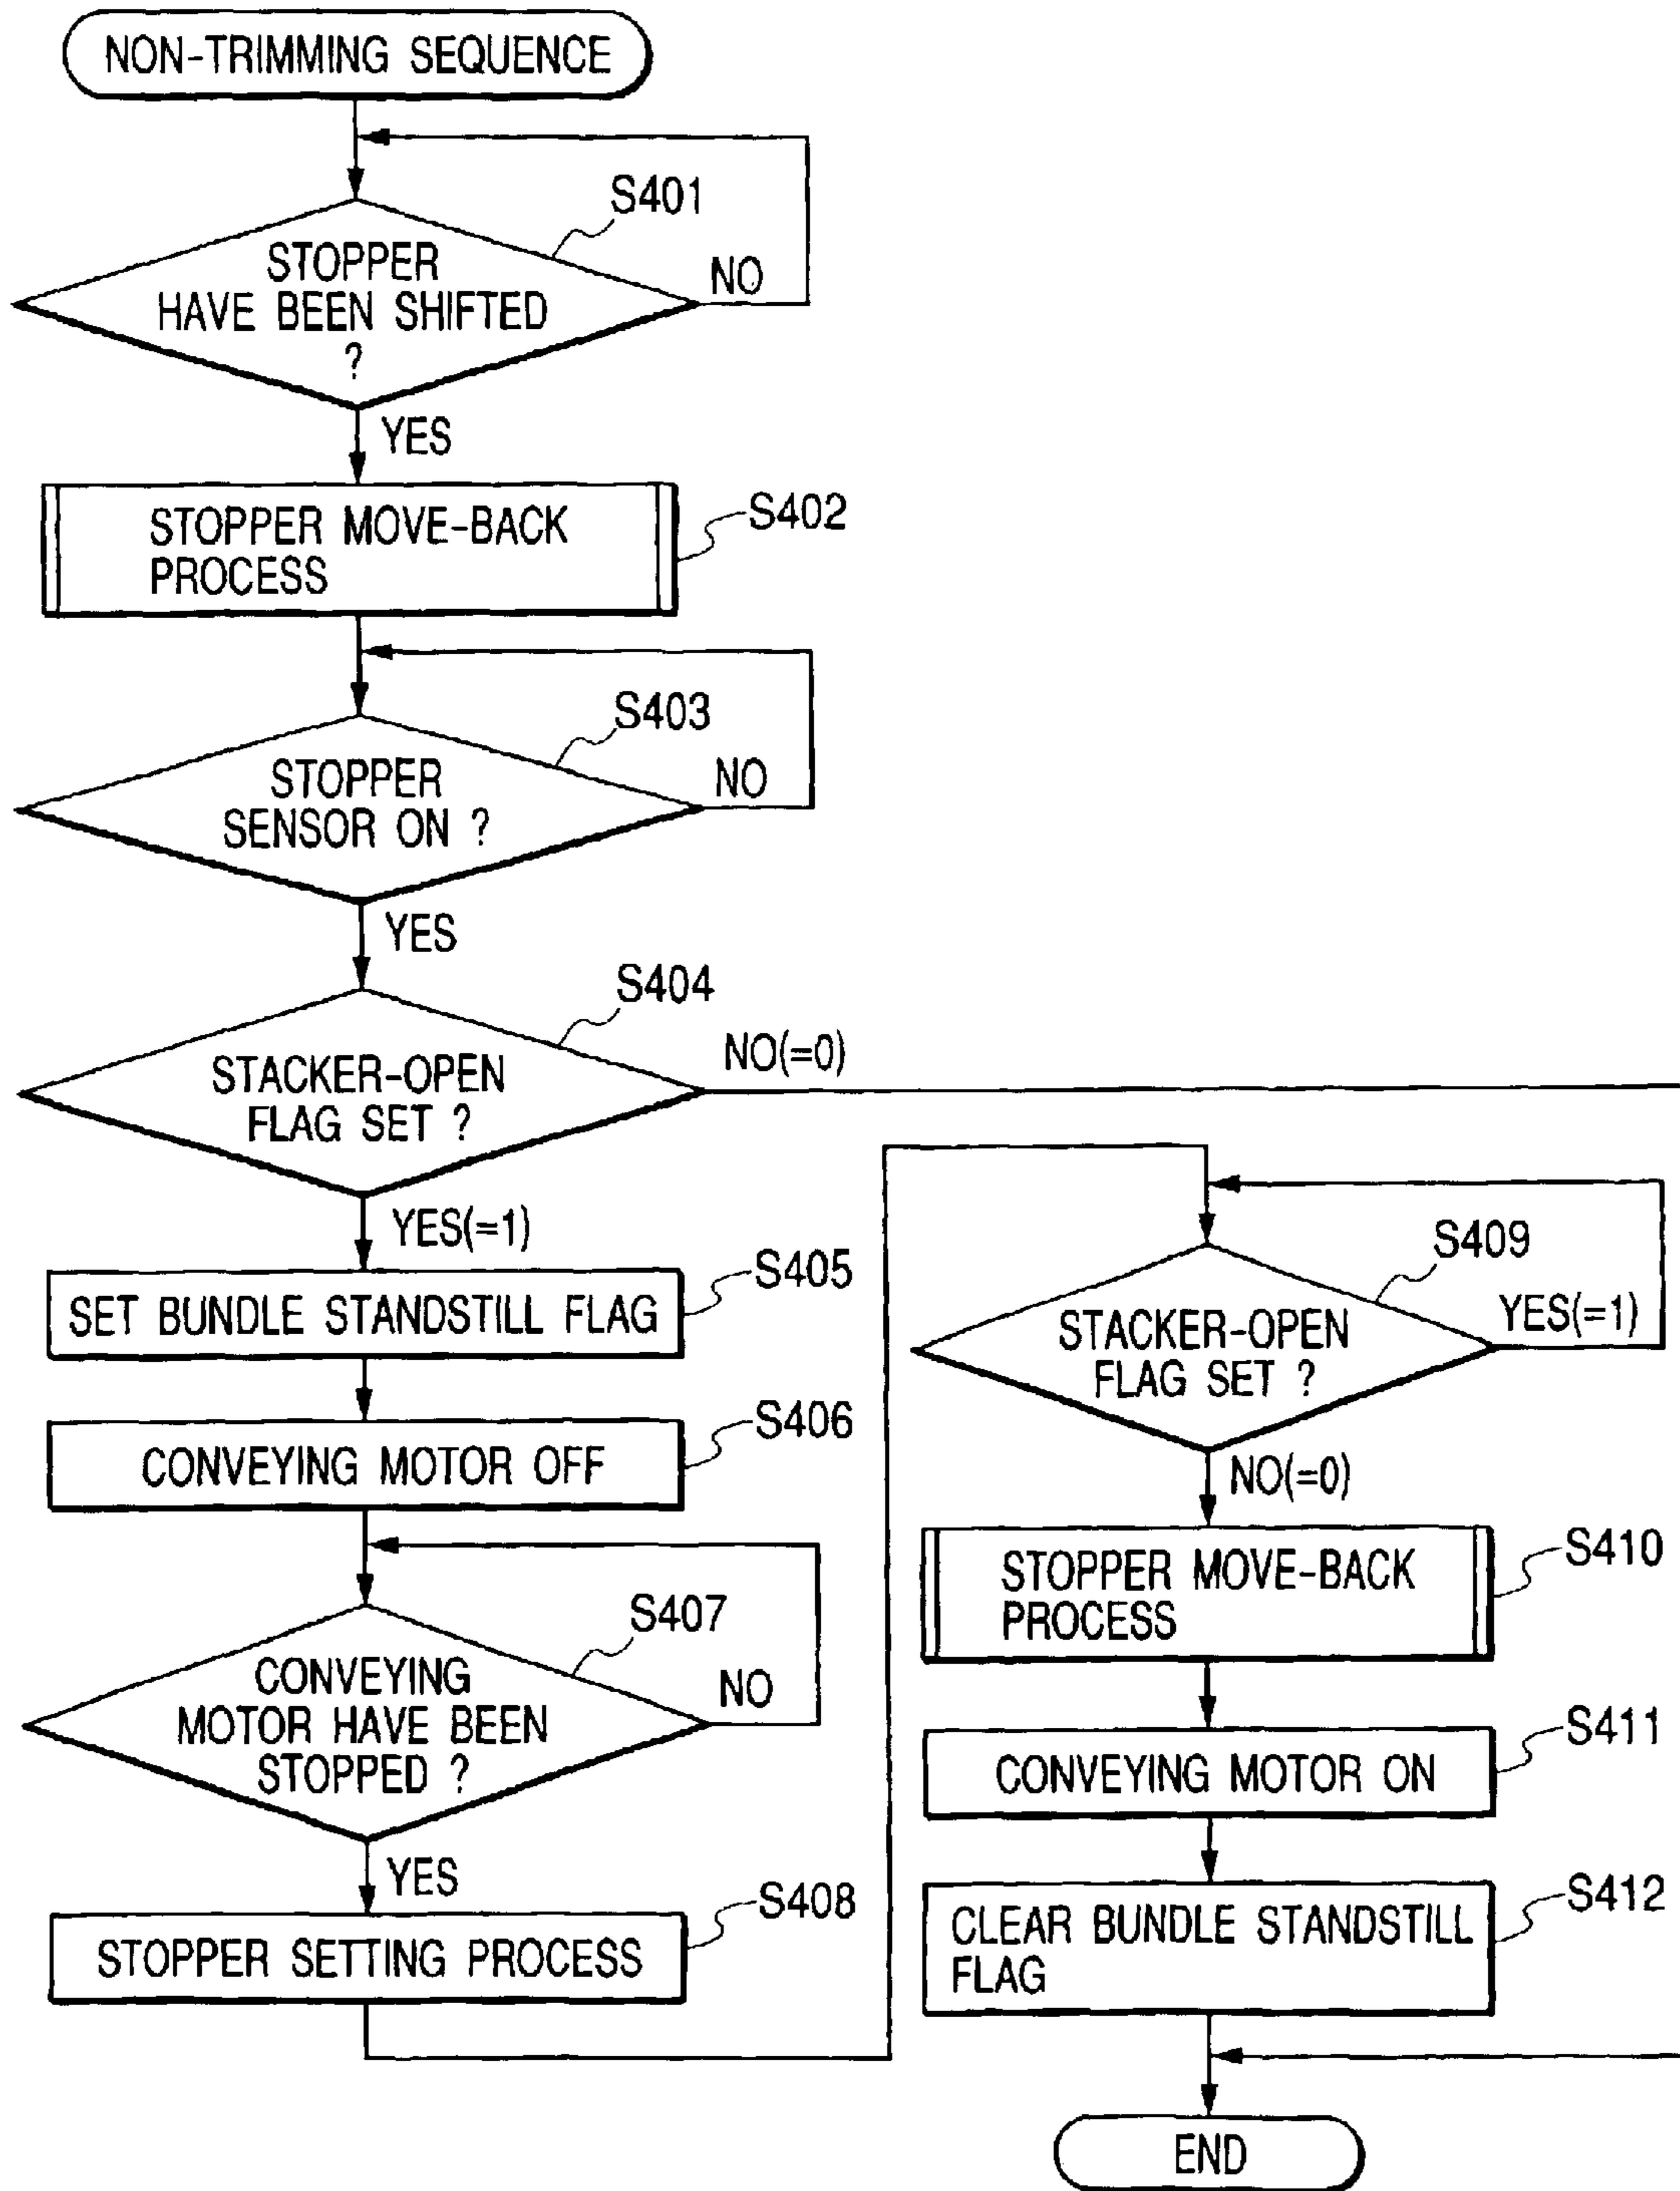 NON-TRIMMING SEQUENCE
S401
STOPPER
HAVE BEEN SHIFTED
?
NO
YES
STOPPER MOVE-BACK
PROCESS
S402
S403
STOPPER
SENSOR ON ?
NO
YES
S404
STACKER-OPEN
FLAG SET ?
NO(=0)
YES(=1)
SET BUNDLE STANDSTILL FLAG
S405
CONVEYING MOTOR OFF
S406
S407
CONVEYING
MOTOR HAVE BEEN
STOPPED ?
NO
YES
STOPPER SETTING PROCESS
S408
S409
STACKER-OPEN
FLAG SET ?
YES(=1)
NO(=0)
STOPPER MOVE-BACK
PROCESS
S410
CONVEYING MOTOR ON
S411
CLEAR BUNDLE STANDSTILL
FLAG
S412
END